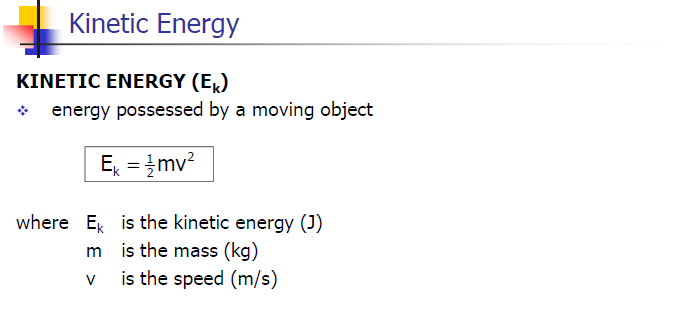 Kinetic Energy
KINETIC ENERGY (Eₖ)
❖ energy possessed by a moving object
Eₖ = ½mv²
where Eₖ is the kinetic energy (J)
m is the mass (kg)
v is the speed (m/s)